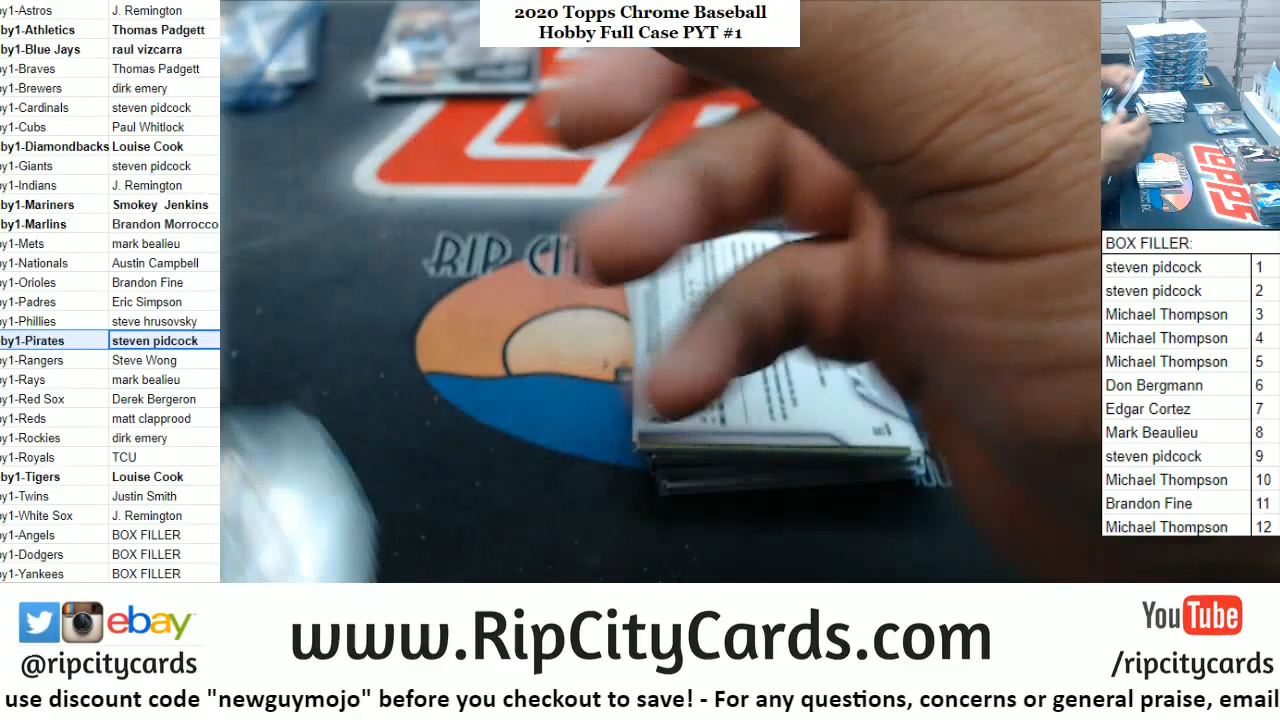 2020 Topps Chrome Baseball
Hobby Full Case PYT #1
by1-Astros J. Remington
by1-Athletics Thomas Padgett
by1-Blue Jays raul vizcarra
by1-Braves Thomas Padgett
by1-Brewers dirk emery
by1-Cardinals steven pidcock
by1-Cubs Paul Whitlock
by1-Diamondbacks Louise Cook
by1-Giants steven pidcock
by1-Indians J. Remington
by1-Mariners Smokey Jenkins
by1-Marlins Brandon Morrocco
by1-Mets mark bealieu
by1-Nationals Austin Campbell
by1-Orioles Brandon Fine
by1-Padres Eric Simpson
by1-Phillies steve hrusovsky
by1-Pirates steven pidcock
by1-Rangers Steve Wong
by1-Rays mark bealieu
by1-Red Sox Derek Bergeron
by1-Reds matt clapprood
by1-Rockies dirk emery
by1-Royals TCU
by1-Tigers Louise Cook
by1-Twins Justin Smith
by1-White Sox J. Remington
by1-Angels BOX FILLER
by1-Dodgers BOX FILLER
by1-Yankees BOX FILLER
RIP CI
topps
BOX FILLER:
steven pidcock 1
steven pidcock 2
Michael Thompson 3
Michael Thompson 4
Michael Thompson 5
Don Bergmann 6
Edgar Cortez 7
Mark Beaulieu 8
steven pidcock 9
Michael Thompson 10
Brandon Fine 11
Michael Thompson 12
ebay
@ripcitycards
www.RipCityCards.com
YouTube
/ripcitycards
use discount code "newguymojo" before you checkout to save! - For any questions, concerns or general praise, email